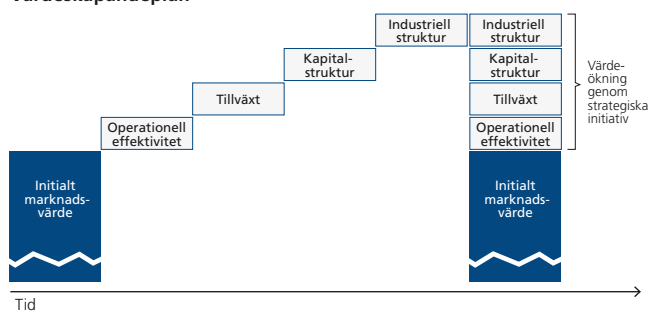 Värdeskapandeplan
Industriell
struktur
Industriell
struktur
Kapital-
struktur
Kapital-
struktur
Värde-
ökning
genom
strategiska
initiativ
Tillväxt
Tillväxt
Operationell
effektivitet
Operationell
effektivitet
Initialt
marknads-
värde
Initialt
marknads-
värde
Tid